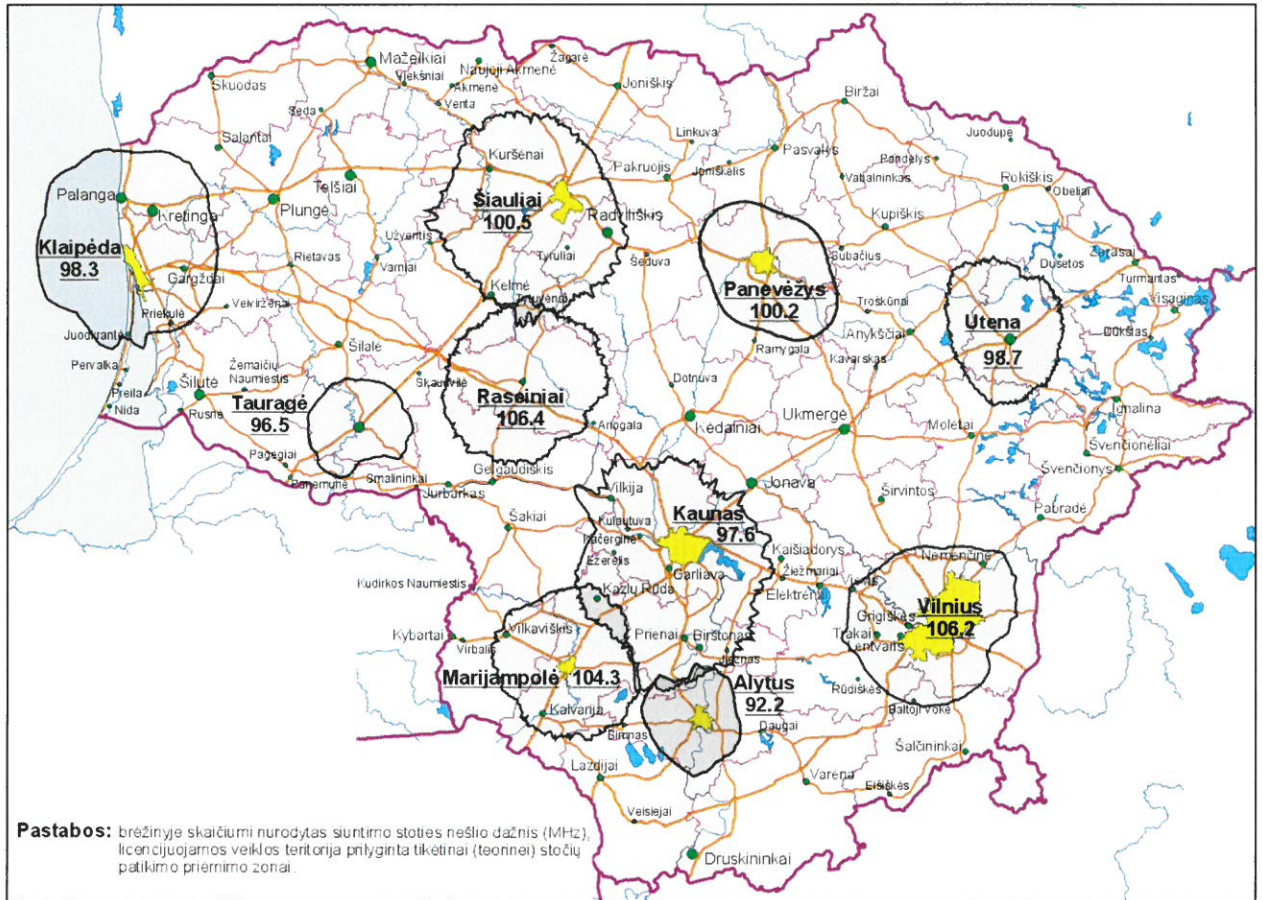 Mažeikiai
Žagarė
Naujoji Akmenė
Viekšniai
Akmenė
Venta
Joniškis
Skuodas
Seda
Biržai
Linkuva
Juodupė
Salantai
Kuršėnai
Pakruojis
Joniškėlis
Pasvalys
Pandėlys
Vabalninkas
Rokiškis
Obeliai
Palanga
Kretinga
Plungė
Telšiai
Šiauliai
100.5
Radviliškis
Kupiškis
Klaipėda
98.3
Gargždai
Rietavas
Užventis
Varniai
Tyruliai
Šeduva
Subačius
Dusetos
Zarasai
Turmantas
Visaginas
Kelmė
Tytuvėnai
Panevėžys
100.2
Troškūnai
Utena
98.7
Dūkštas
Priekulė
Veiviržėnai
Juodkrantė
Anykščiai
Ramygala
Kavarskas
Šilalė
Pervalka
Žemaičių
Naumiestis
Skaudvilė
Preila
Šilutė
Nida
Rusnė
Tauragė
96.5
Raseiniai
106.4
Dotnuva
Ariogala
Kėdainiai
Ukmergė
Molėtai
Ignalina
Švenčionėliai
Švenčionys
Pagėgiai
Panemunė
Smalininkai
Jurbarkas
Gelgaudiškis
Vilkija
Jonava
Širvintos
Pabradė
Šakiai
Kulautuva
Kačerginė
Ežerėlis
Kaunas
97.6
Garliava
Kaišiadorys
Žiežmariai
Elektrėnai
Vievis
Nemenčinė
Kudirkos Naumiestis
Kazlų Rūda
Vilnius
106.2
Grigiškės
Trakai
Lentvaris
Kybartai
Virbalis
Vilkaviškis
Prienai
Birštonas
Jieznas
Rūdiškės
Baltoji Vokė
Marijampolė 104.3
Alytus
92.2
Kalvarija
Simnas
Daugai
Šalčininkai
Lazdijai
Varėna
Eišiškės
Veisiejai
Druskininkai
Pastabos: brėžinyje skaičiumi nurodytas siuntimo stoties nešlio dažnis (MHz),
licencijuojamos veiklos teritorija prilyginta tikėtinai (teorinei) stočių
patikimo priėmimo zonai.